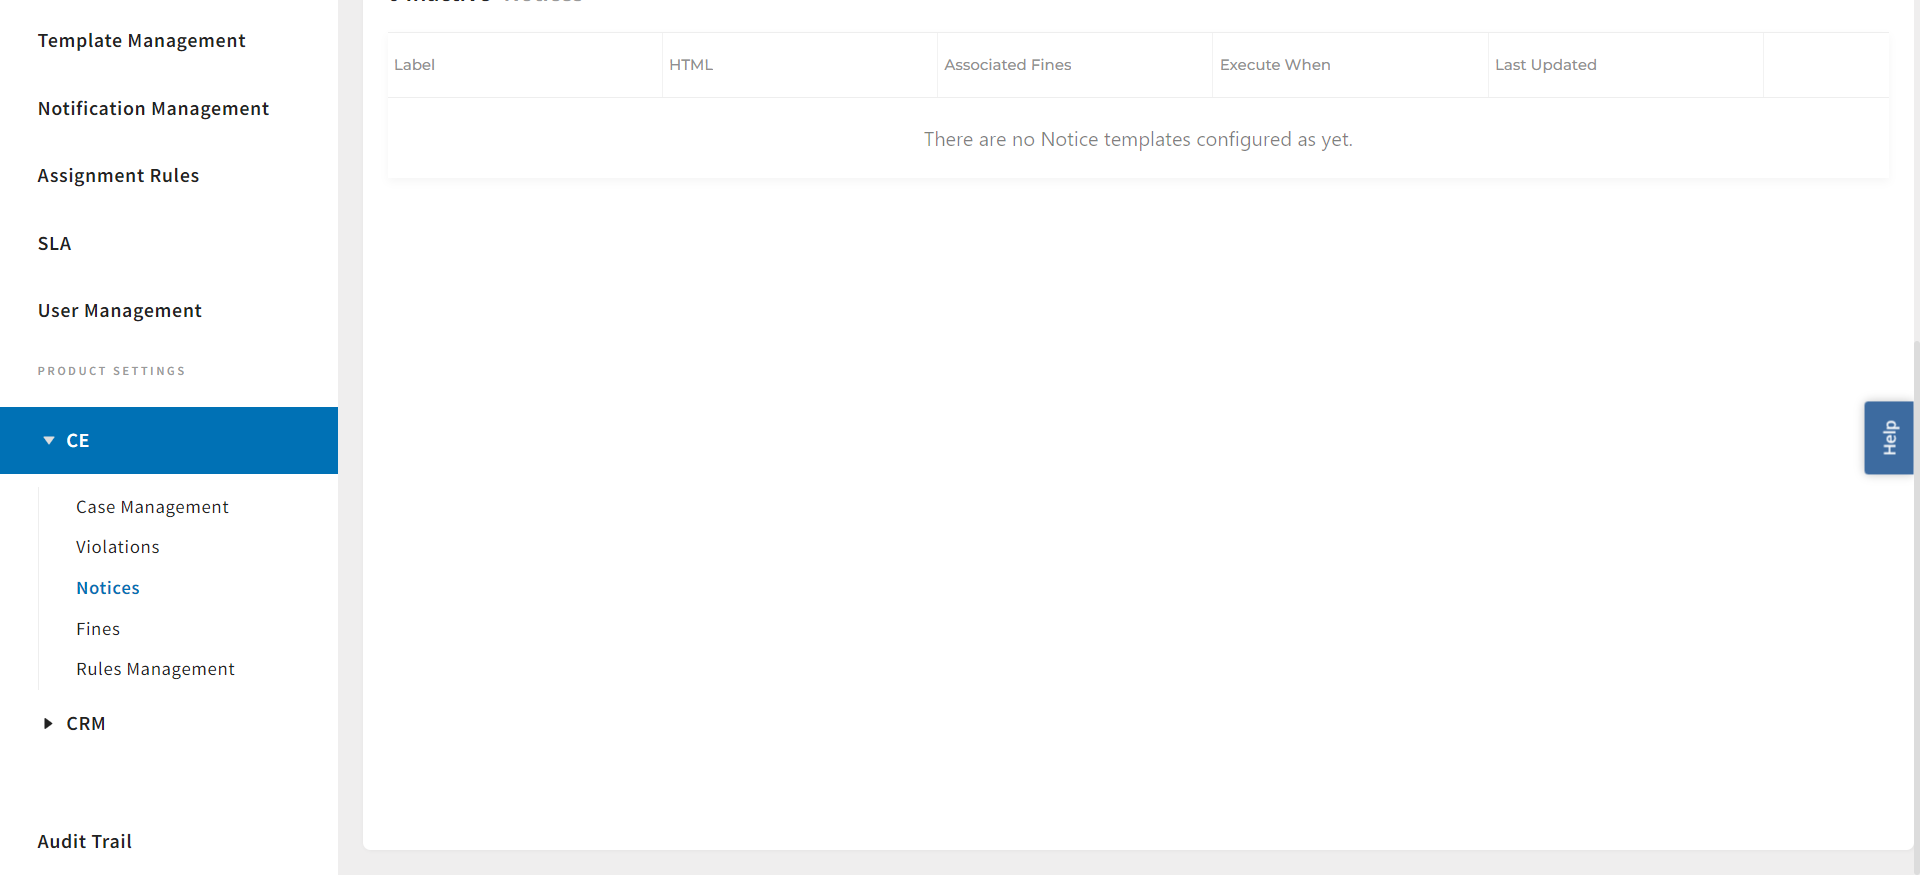 Template Management
Notification Management
Assignment Rules
SLA
User Management
PRODUCT SETTINGS
CE
Case Management
Violations
Notices
Fines
Rules Management
CRM
Audit Trail
Label HTML Associated Fines Execute When Last Updated
There are no Notice templates configured as yet.
Help